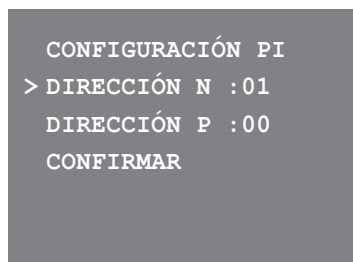 CONFIGURACIÓN PI
> DIRECCIÓN N :01
DIRECCIÓN P :00
CONFIRMAR